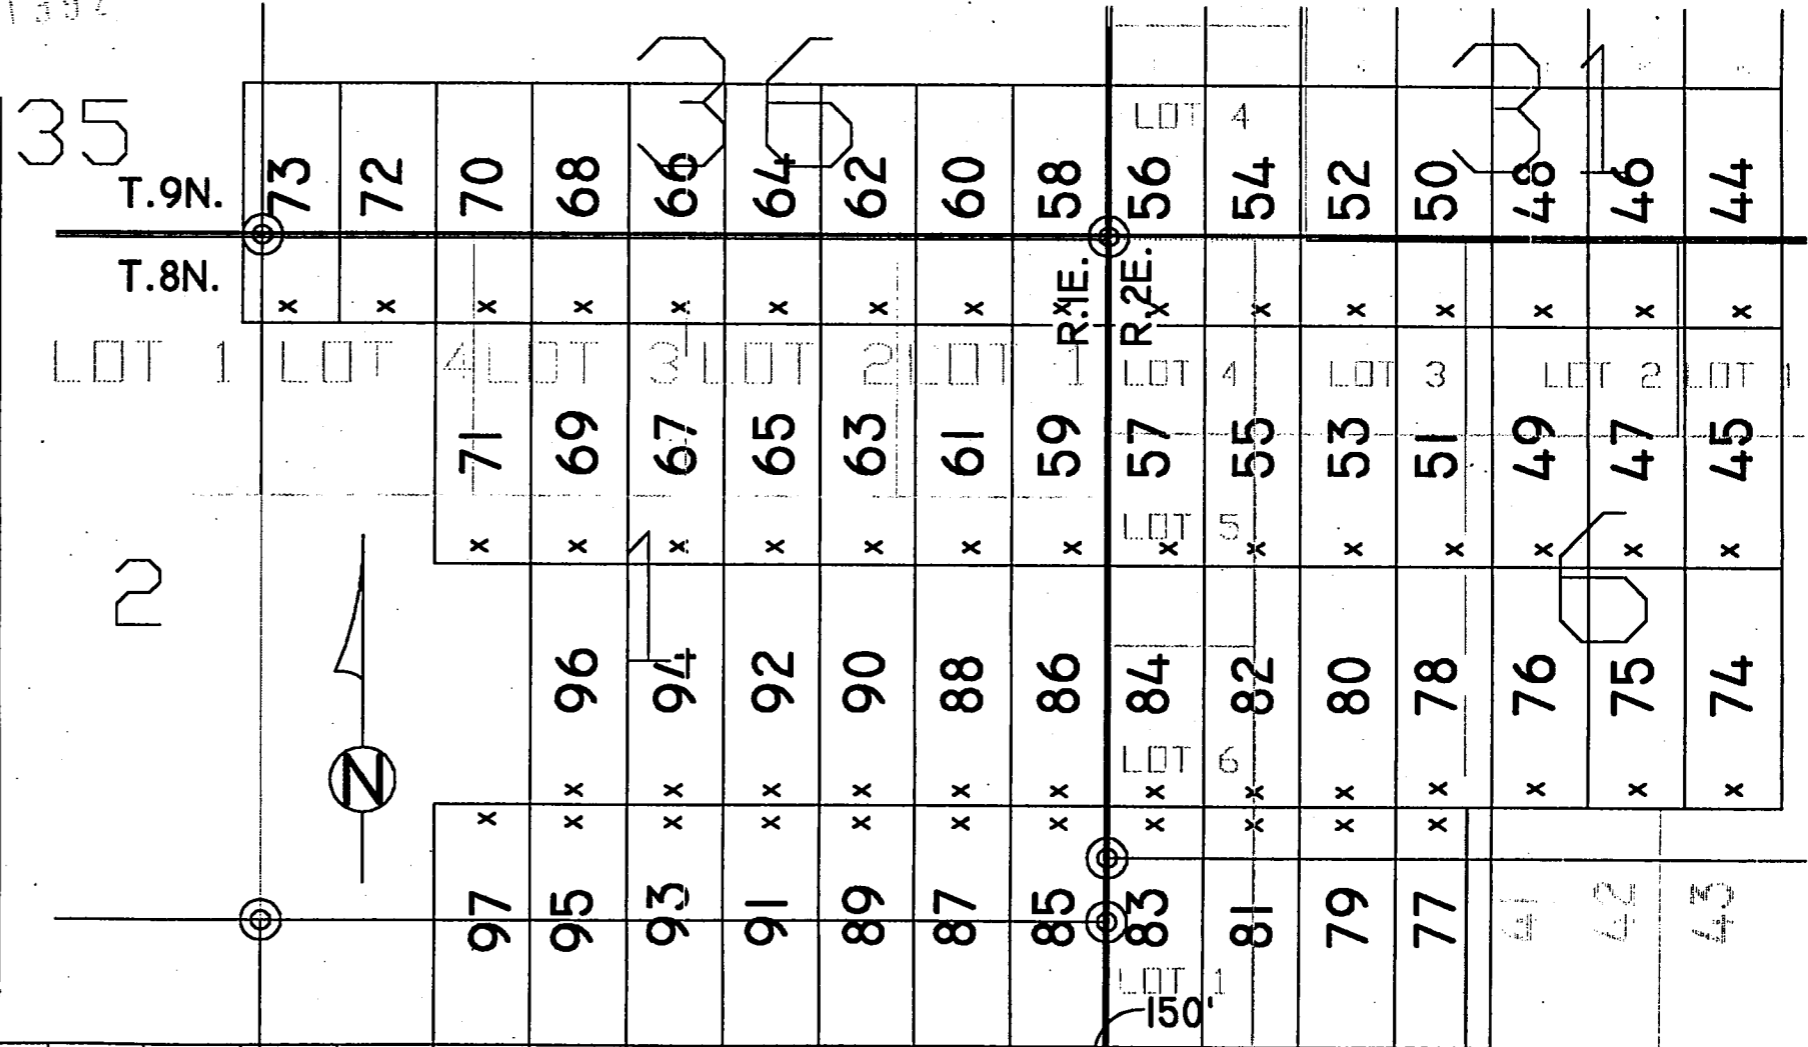 35 36 31
LOT 4
T.9N. 73 72 70 68 66 64 62 60 58 56 54 52 50 48 46 44
T.8N. R.1E. R.2E.
x x x x x x x x x x x x x x x x
LOT 1 LOT 4 LOT 3 LOT 2 LOT 1 LOT 4 LOT 3 LOT 2 LOT 1
71 69 67 65 63 61 59 57 55 53 51 49 47 45
LOT 5
x x x x x x x x x x x x x x
2 1 6
96 94 92 90 88 86 84 82 80 78 76 75 74
N LOT 6
x x x x x x x x x x x x x
x x x x x x x x x x x
97 95 93 91 89 87 85 83 81 79 77 41 42 43
LOT 1
150'